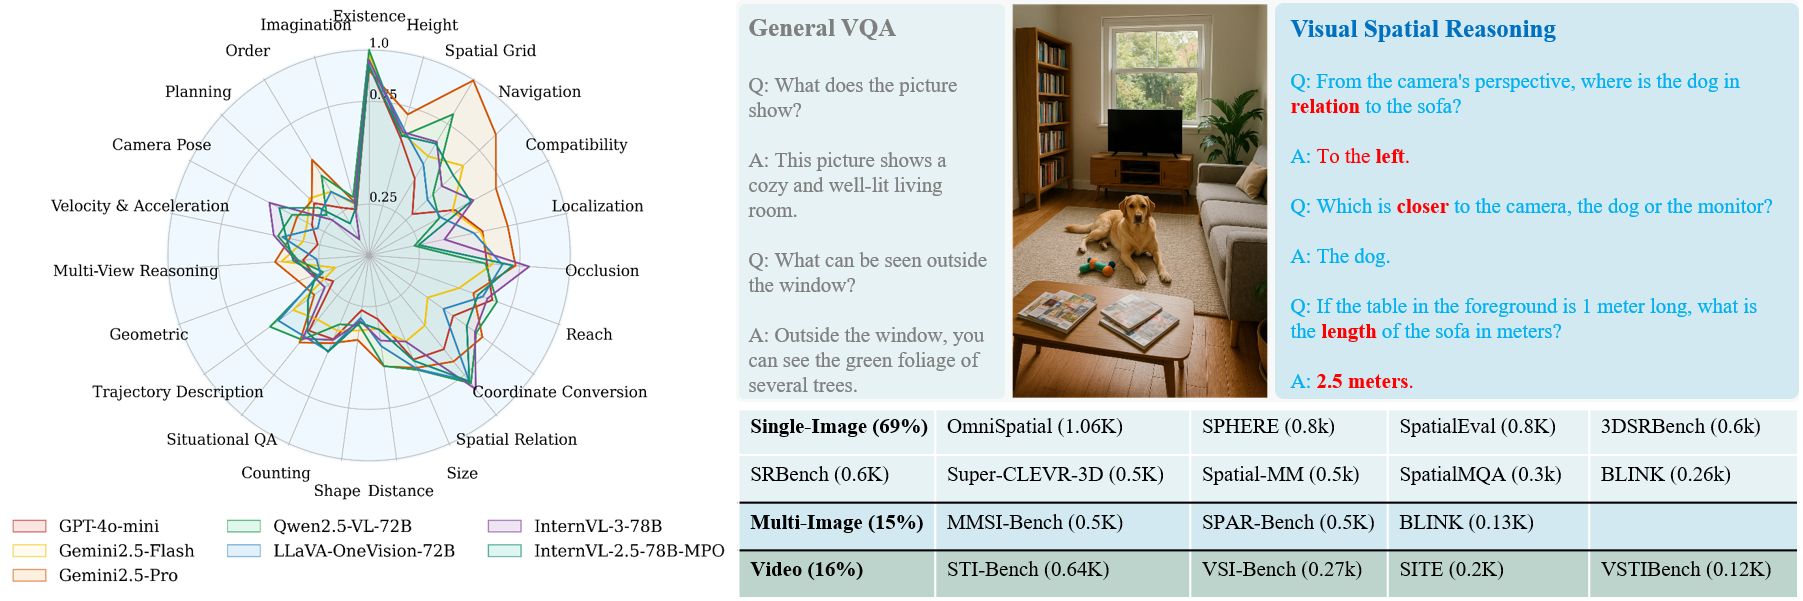 Existence
Imagination
Height
Order
Spatial Grid
Planning
Navigation
Camera Pose
Compatibility
Velocity & Acceleration
Localization
Multi-View Reasoning
Occlusion
Geometric
Reach
Trajectory Description
Coordinate Conversion
Situational QA
Spatial Relation
Counting
Size
Shape
Distance
1.0
0.25
GPT-4o-mini
Qwen2.5-VL-72B
InternVL-3-78B
Gemini2.5-Flash
LLaVA-OneVision-72B
InternVL-2.5-78B-MPO
Gemini2.5-Pro
General VQA
Q: What does the picture
show?
A: This picture shows a
cozy and well-lit living
room.
Q: What can be seen outside
the window?
A: Outside the window, you
can see the green foliage of
several trees.
Visual Spatial Reasoning
Q: From the camera's perspective, where is the dog in
relation to the sofa?
A: To the left.
Q: Which is closer to the camera, the dog or the monitor?
A: The dog.
Q: If the table in the foreground is 1 meter long, what is
the length of the sofa in meters?
A: 2.5 meters.
Single-Image (69%) OmniSpatial (1.06K) SPHERE (0.8k) SpatialEval (0.8K) 3DSRBench (0.6k)
SRBench (0.6K) Super-CLEVR-3D (0.5K) Spatial-MM (0.5k) SpatialMQA (0.3k) BLINK (0.26k)
Multi-Image (15%) MMSI-Bench (0.5K) SPAR-Bench (0.5K) BLINK (0.13K)
Video (16%) STI-Bench (0.64K) VSI-Bench (0.27k) SITE (0.2K) VSTIBench (0.12K)